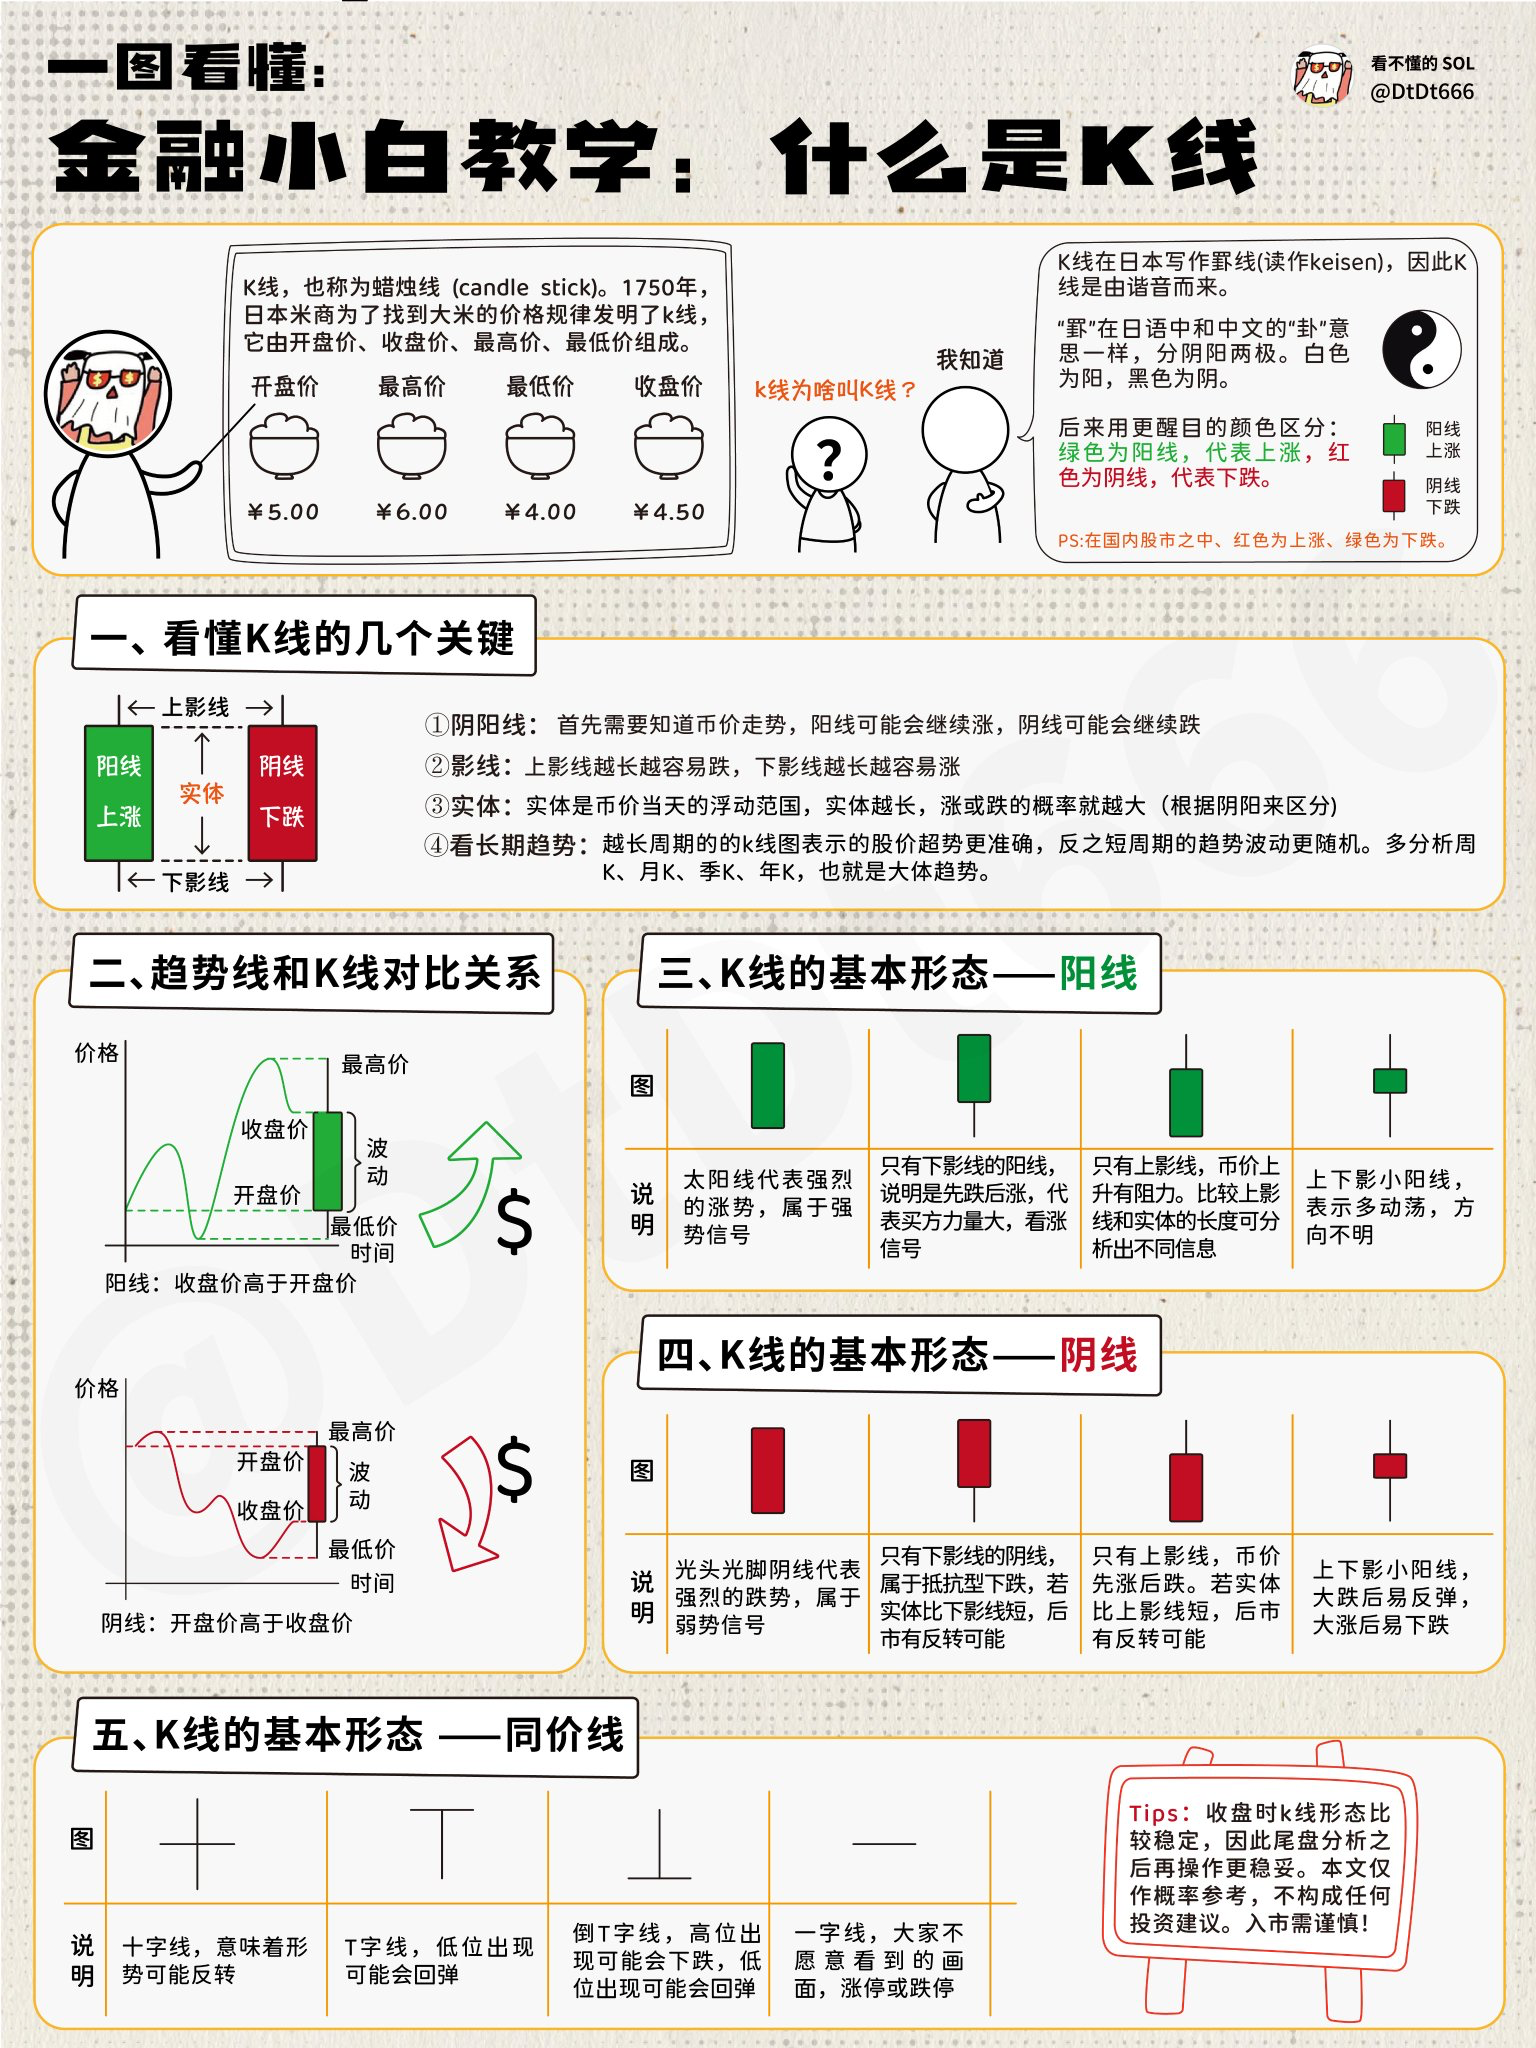 一图看懂：
金融小白教学：什么是K线
看不懂的 SOL
@DtDt666
K线，也称为蜡烛线 (candle stick)。1750年，
日本米商为了找到大米的价格规律发明了k线，
它由开盘价、收盘价、最高价、最低价组成。
开盘价 最高价 最低价 收盘价
￥5.00 ￥6.00 ￥4.00 ￥4.50
k线为啥叫K线？
?
我知道
K线在日本写作罫线(读作keisen)，因此K
线是由谐音而来。
“罫”在日语中和中文的“卦”意
思一样，分阴阳两极。白色
为阳，黑色为阴。
后来用更醒目的颜色区分：
绿色为阳线，代表上涨，红
色为阴线，代表下跌。
阳线
上涨
阴线
下跌
PS:在国内股市之中、红色为上涨、绿色为下跌。
一、看懂K线的几个关键
上影线
阳线
上涨
实体
阴线
下跌
下影线
①阴阳线：首先需要知道币价走势，阳线可能会继续涨，阴线可能会继续跌
②影线：上影线越长越容易跌，下影线越长越容易涨
③实体：实体是币价当天的浮动范围，实体越长，涨或跌的概率就越大（根据阴阳来区分)
④看长期趋势：越长周期的的k线图表示的股价超势更准确，反之短周期的趋势波动更随机。多分析周
K、月K、季K、年K，也就是大体趋势。
二、趋势线和K线对比关系
价格
最高价
收盘价
波
动
开盘价
最低价
时间
$
阳线：收盘价高于开盘价
价格
最高价
开盘价
波
动
收盘价
最低价
时间
$
阴线：开盘价高于收盘价
三、K线的基本形态——阳线
图
说
明
太阳线代表强烈
的涨势，属于强
势信号
只有下影线的阳线，
说明是先跌后涨，代
表买方力量大，看涨
信号
只有上影线，币价上
升有阻力。比较上影
线和实体的长度可分
析出不同信息
上下影小阳线，
表示多动荡，方
向不明
四、K线的基本形态——阴线
图
说
明
光头光脚阴线代表
强烈的跌势，属于
弱势信号
只有下影线的阴线，
属于抵抗型下跌，若
实体比下影线短，后
市有反转可能
只有上影线，币价
先涨后跌。若实体
比上影线短，后市
有反转可能
上下影小阳线，
大跌后易反弹，
大涨后易下跌
五、K线的基本形态 ——同价线
图
说
明
十字线，意味着形
势可能反转
T字线，低位出现
可能会回弹
倒T字线，高位出
现可能会下跌，低
位出现可能会回弹
一字线，大家不
愿意看到的画
面，涨停或跌停
Tips：收盘时k线形态比
较稳定，因此尾盘分析之
后再操作更稳妥。本文仅
作概率参考，不构成任何
投资建议。入市需谨慎！
@DtDt666